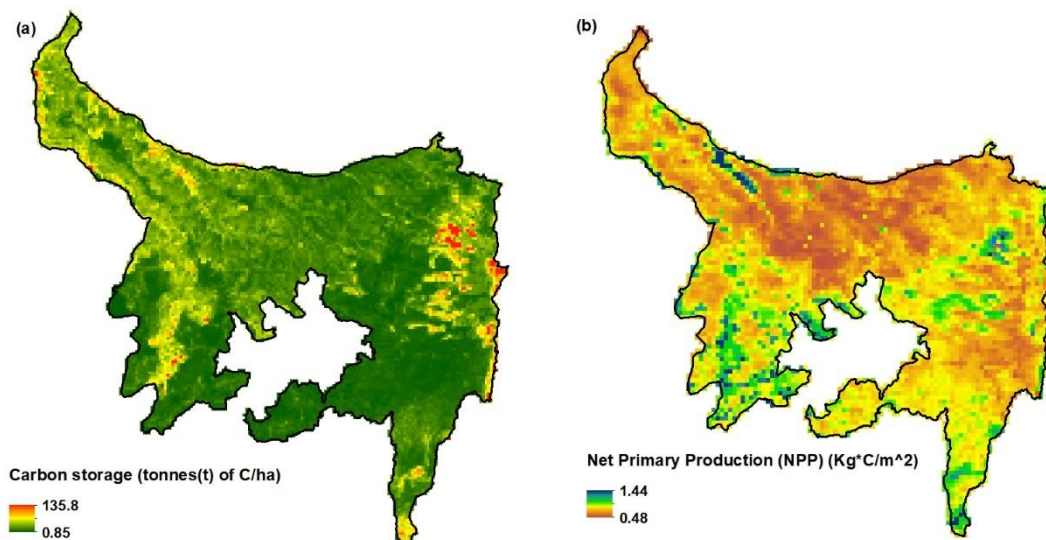 (a)
(b)
Carbon storage (tonnes(t) of C/ha)
135.8
0.85
Net Primary Production (NPP) (Kg*C/m^2)
1.44
0.48